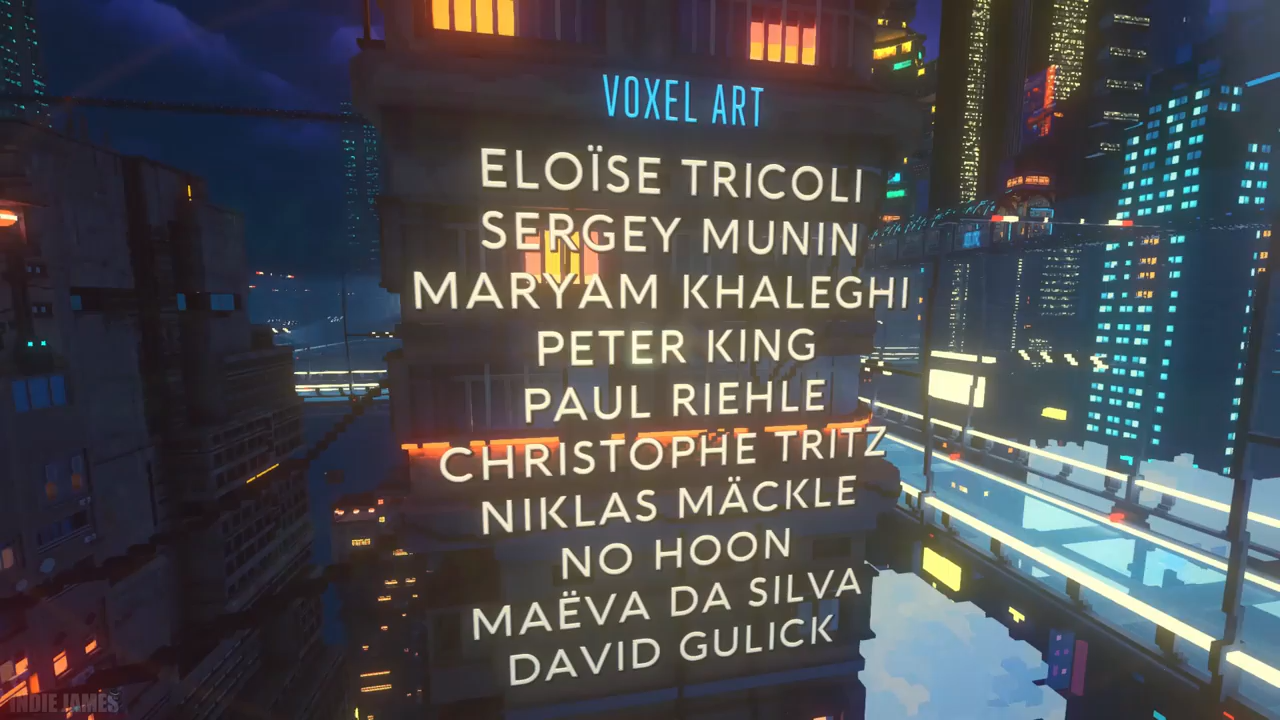 VOXEL ART
ELOÏSE TRICOLI
SERGEY MUNIN
MARYAM KHALEGHI
PETER KING
PAUL RIEHLE
CHRISTOPHE TRITZ
NIKLAS MÄCKLE
NO HOON
MAËVA DA SILVA
DAVID GULICK
INDIE JAMES